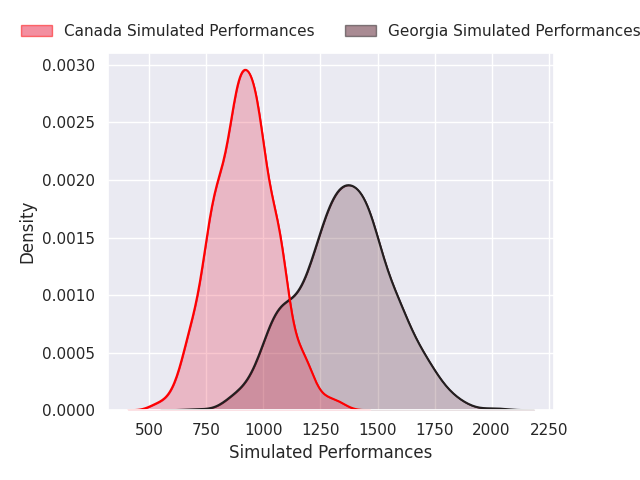 Canada Simulated Performances Georgia Simulated Performances
0.0030
0.0025
0.0020
0.0015
0.0010
0.0005
0.0000
Density
500 750 1000 1250 1500 1750 2000 2250
Simulated Performances